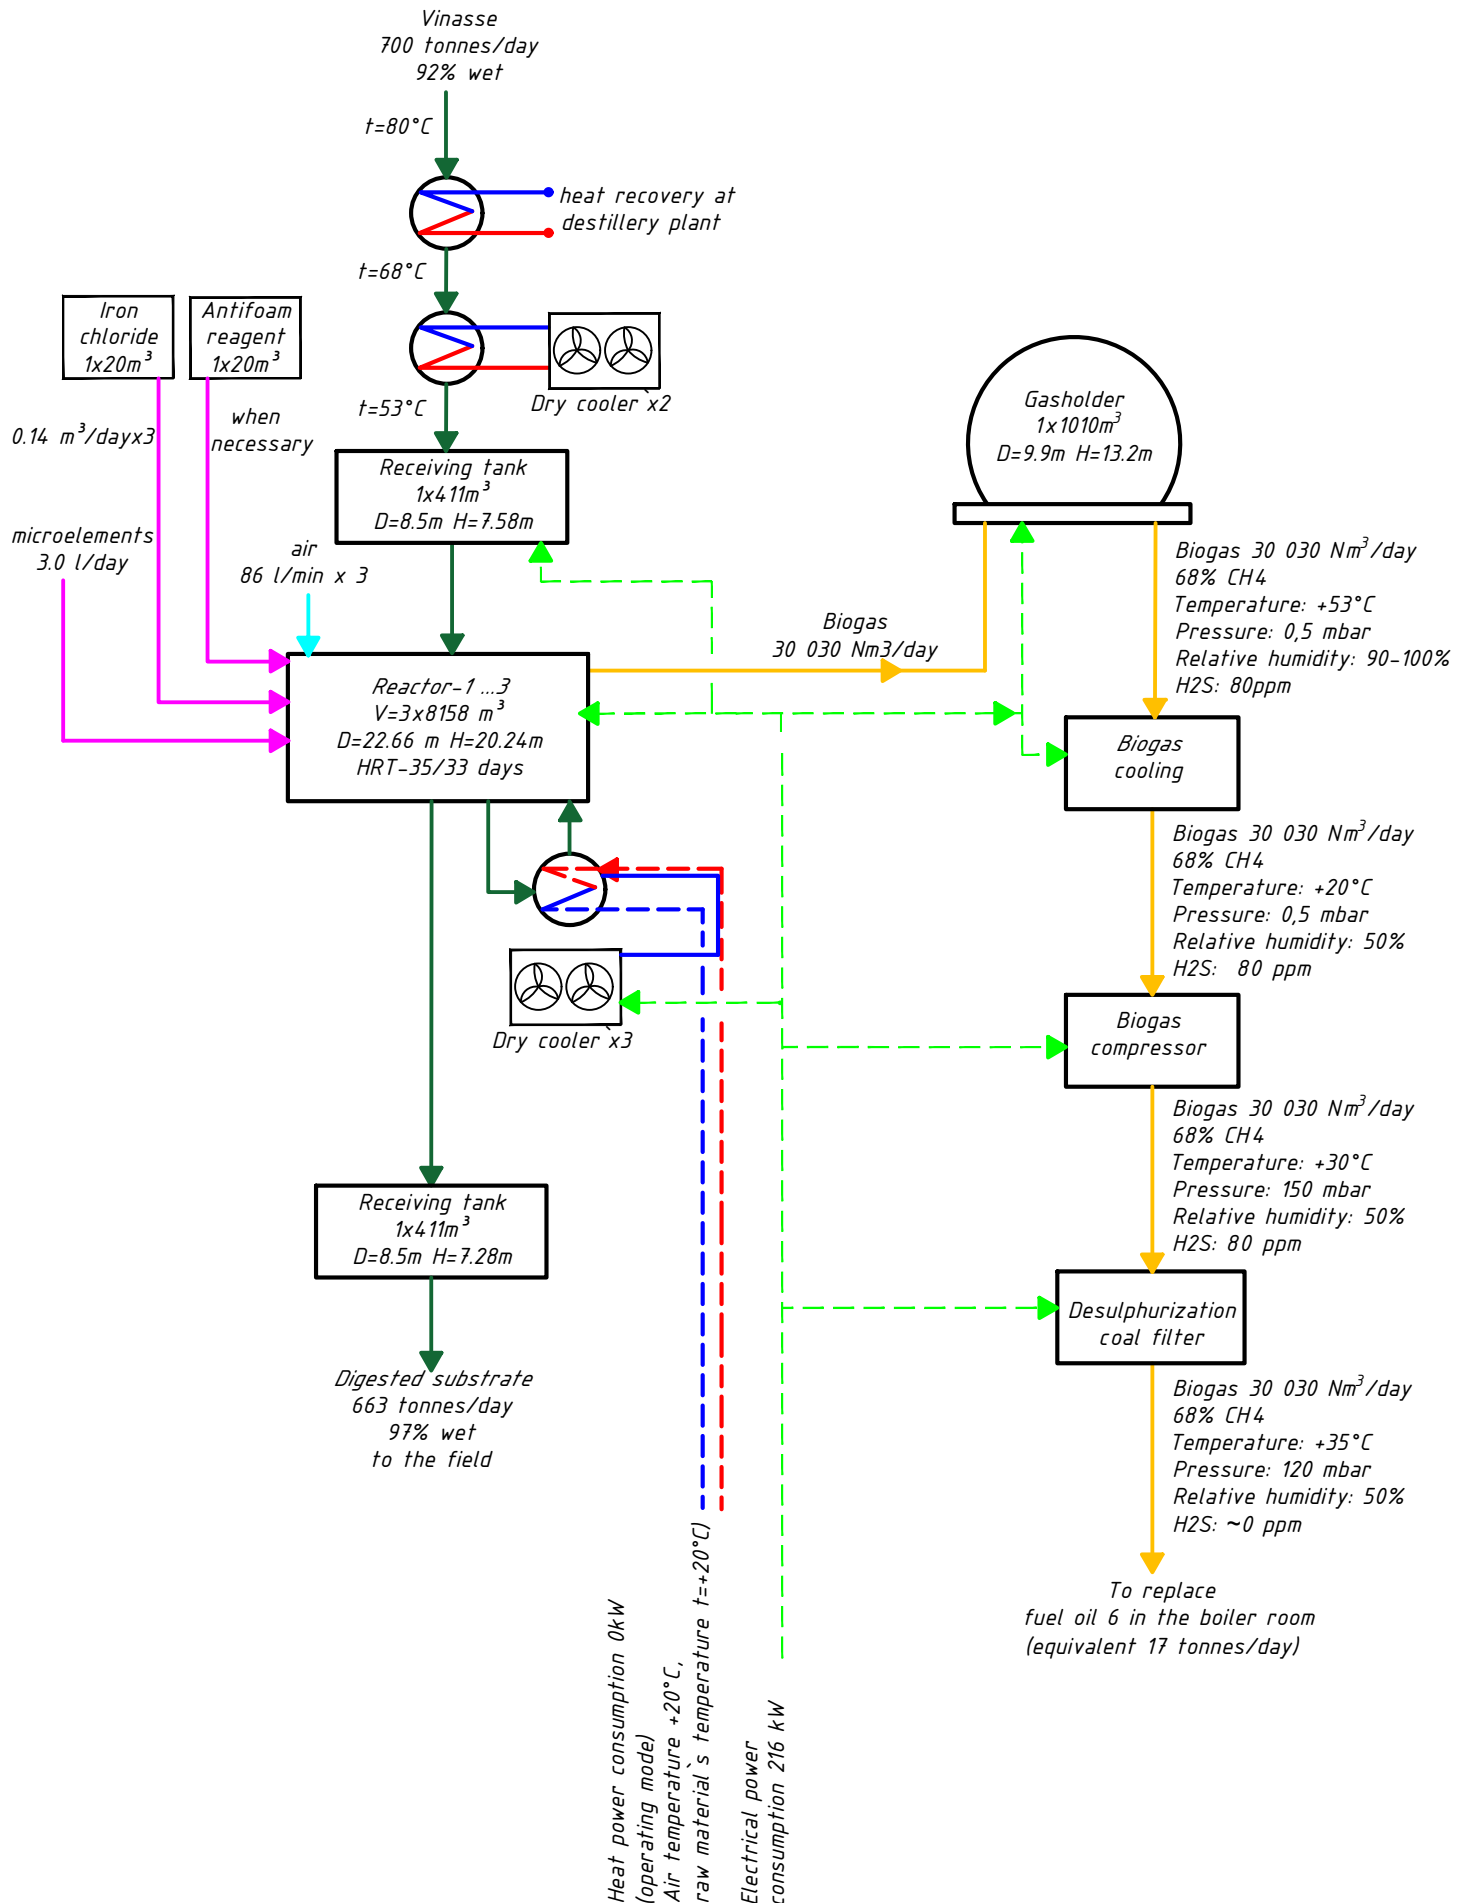 Vinasse
700 tonnes/day
92% wet
t=80°C
heat recovery at
destillery plant
t=68°C
Dry cooler`x2
t=53°C
Iron
chloride
1x20m³
Antifoam
reagent
1x20m³
0.14 m³/dayx3
when
necessary
Receiving tank
1x411m³
D=8.5m H=7.58m
microelements
3.0 l/day
air
86 l/min x 3
Reactor-1 ...3
V=3x8158 m³
D=22.66 m H=20.24m
HRT-35/33 days
Biogas
30 030 Nm3/day
Gasholder
1x1010m³
D=9.9m H=13.2m
Biogas 30 030 Nm³/day
68% CH4
Temperature: +53°C
Pressure: 0,5 mbar
Relative humidity: 90-100%
H2S: 80ppm
Biogas
cooling
Biogas 30 030 Nm³/day
68% CH4
Temperature: +20°C
Pressure: 0,5 mbar
Relative humidity: 50%
H2S: 80 ppm
Dry cooler`x3
Biogas
compressor
Biogas 30 030 Nm³/day
68% CH4
Temperature: +30°C
Pressure: 150 mbar
Relative humidity: 50%
H2S: 80 ppm
Receiving tank
1x411m³
D=8.5m H=7.28m
Desulphurization
coal filter
Digested substrate
663 tonnes/day
97% wet
to the field
Biogas 30 030 Nm³/day
68% CH4
Temperature: +35°C
Pressure: 120 mbar
Relative humidity: 50%
H2S: ~0 ppm
To replace
fuel oil 6 in the boiler room
(equivalent 17 tonnes/day)
Heat power consumption 0kW
(operating mode)
Air temperature +20°C,
raw material`s temperature t=+20°C)
Electrical power
consumption 216 kW